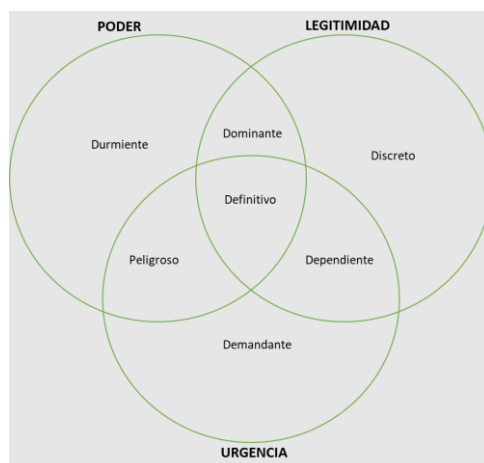 PODER
LEGITIMIDAD
Dominante
Durmiente
Discreto
Definitivo
Peligroso
Dependiente
Demandante
URGENCIA